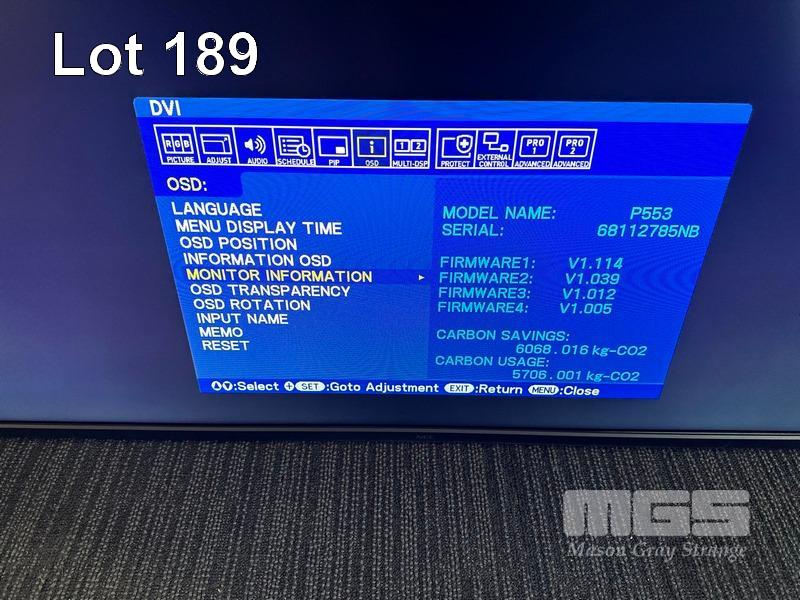 Lot 189
DVI
RGB
1 2
PRO 1
PRO 2
PICTURE ADJUST AUDIO SCHEDULE PIP OSD MULTI-DSP PROTECT EXTERNAL CONTROL ADVANCED ADVANCED
OSD:
LANGUAGE
MENU DISPLAY TIME
OSD POSITION
INFORMATION OSD
MONITOR INFORMATION
OSD TRANSPARENCY
OSD ROTATION
INPUT NAME
MEMO
RESET
MODEL NAME: P553
SERIAL: 68112785NB
FIRMWARE1: V1.114
FIRMWARE2: V1.039
FIRMWARE3: V1.012
FIRMWARE4: V1.005
CARBON SAVINGS:
6068.016 kg-CO2
CARBON USAGE:
5706.001 kg-CO2
:Select SET :Goto Adjustment EXIT :Return MENU :Close
NEC
MGS
Mason Gray Strange